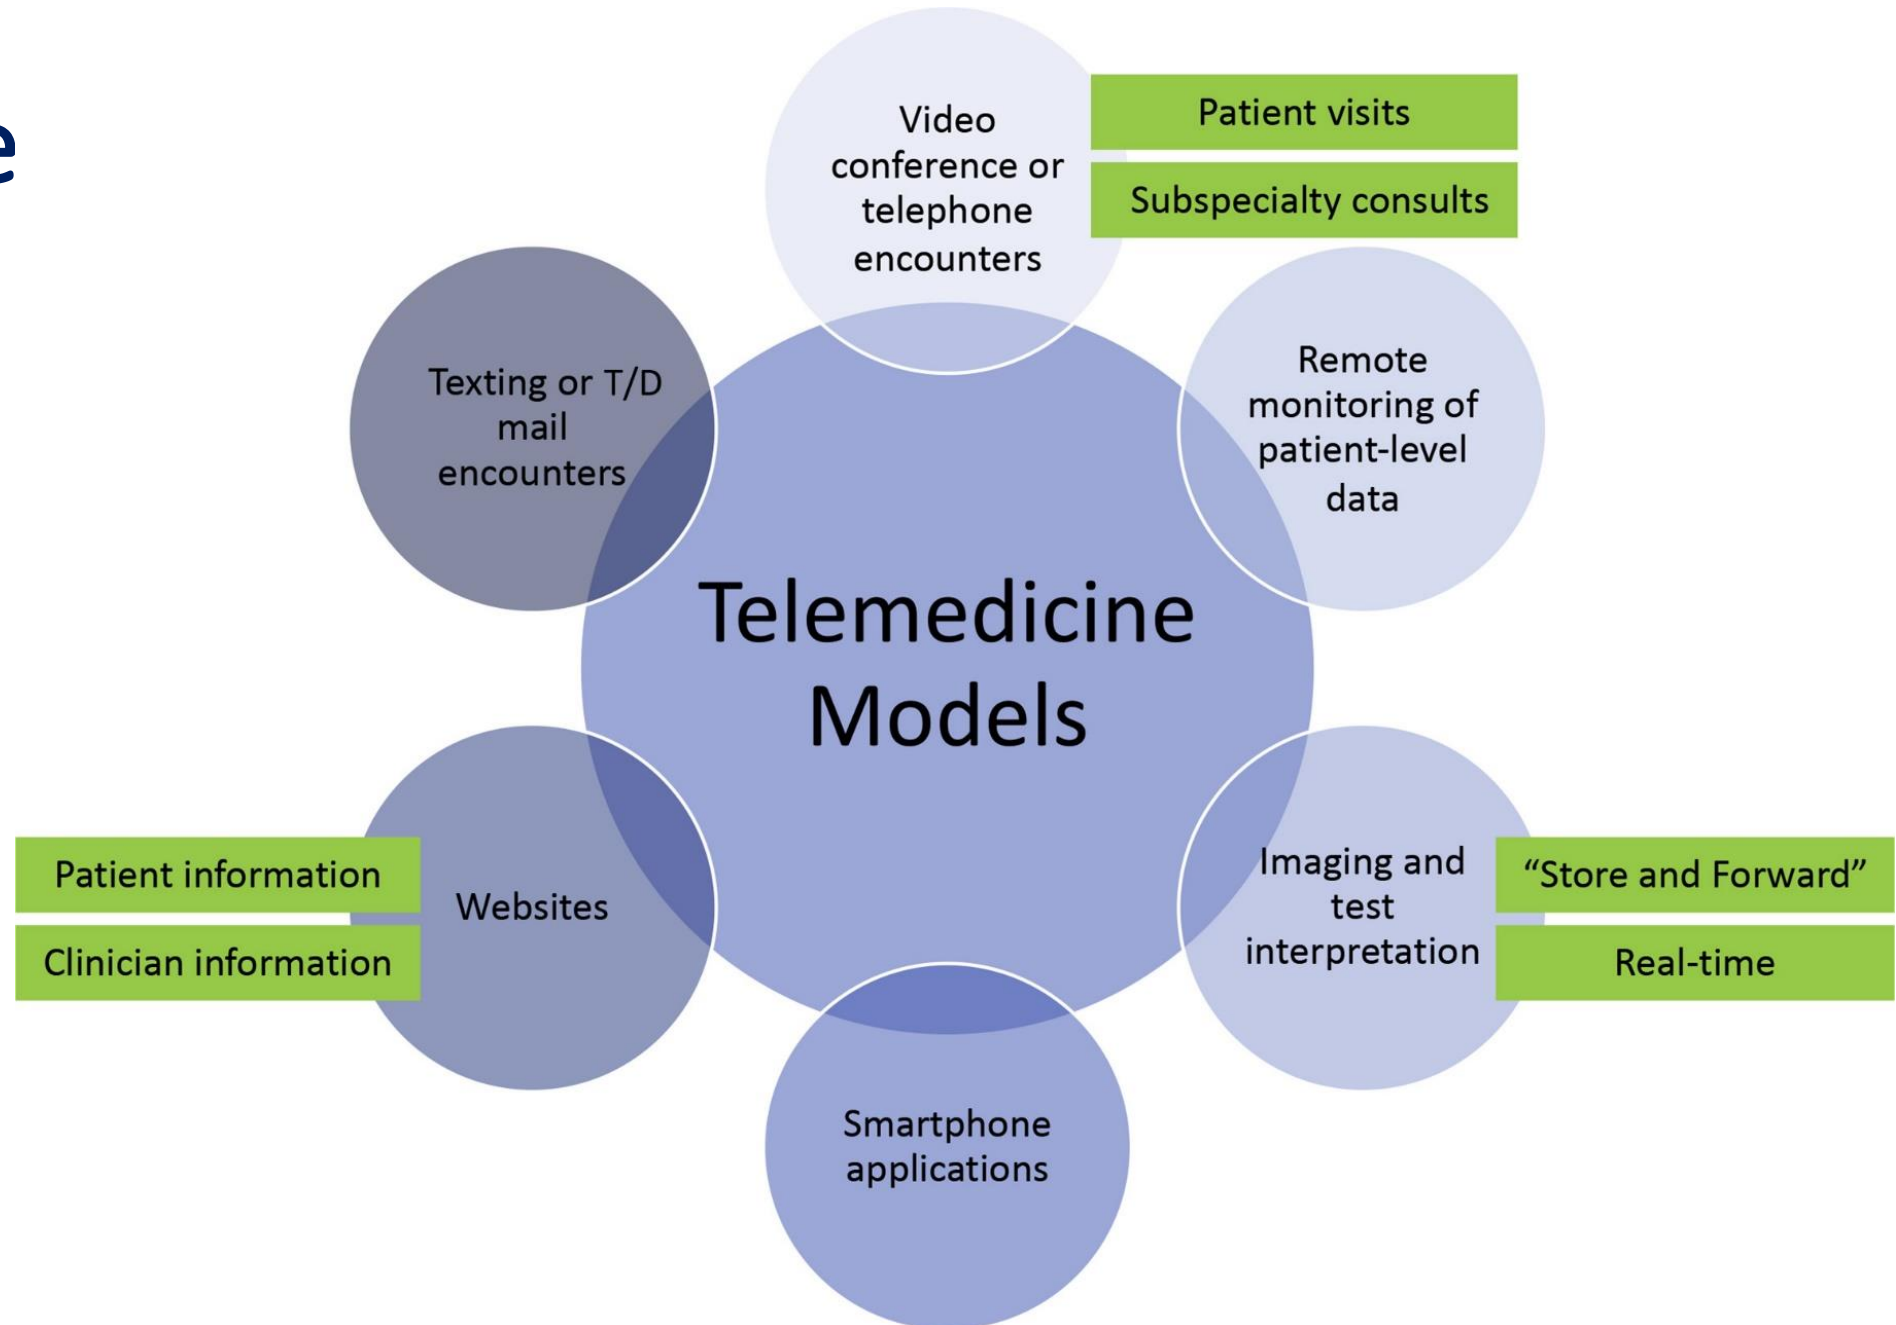 e
Video
conference or
telephone
encounters
Patient visits
Subspecialty consults
Remote
monitoring of
patient-level
data
Imaging and
test
interpretation
“Store and Forward”
Real-time
Smartphone
applications
Websites
Patient information
Clinician information
Texting or T/D
mail
encounters
Telemedicine
Models